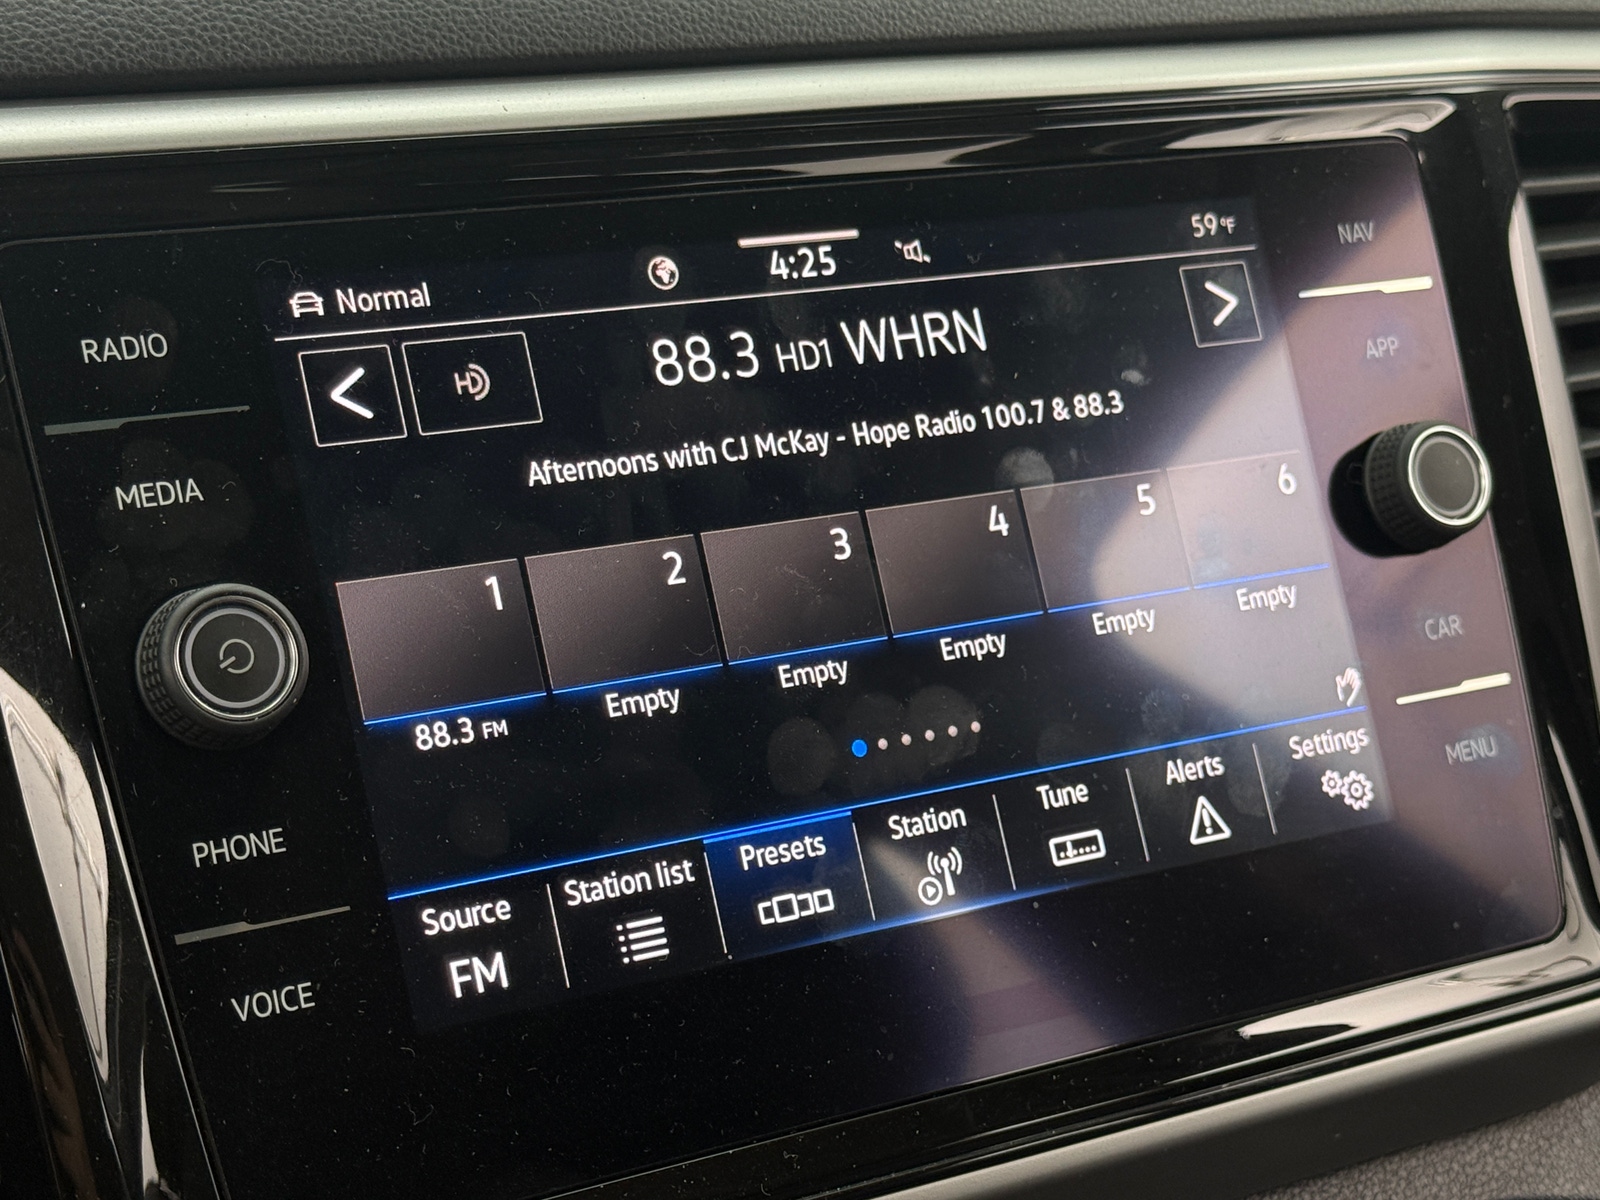 Normal
4:25
59°F
HD
88.3 HD1 WHRN
Afternoons with CJ McKay - Hope Radio 100.7 & 88.3
RADIO
MEDIA
PHONE
VOICE
1
2
3
4
5
6
88.3 FM
Empty
Empty
Empty
Empty
Empty
Source
FM
Station list
Presets
Station
Tune
Alerts
Settings
NAV
APP
CAR
MENU